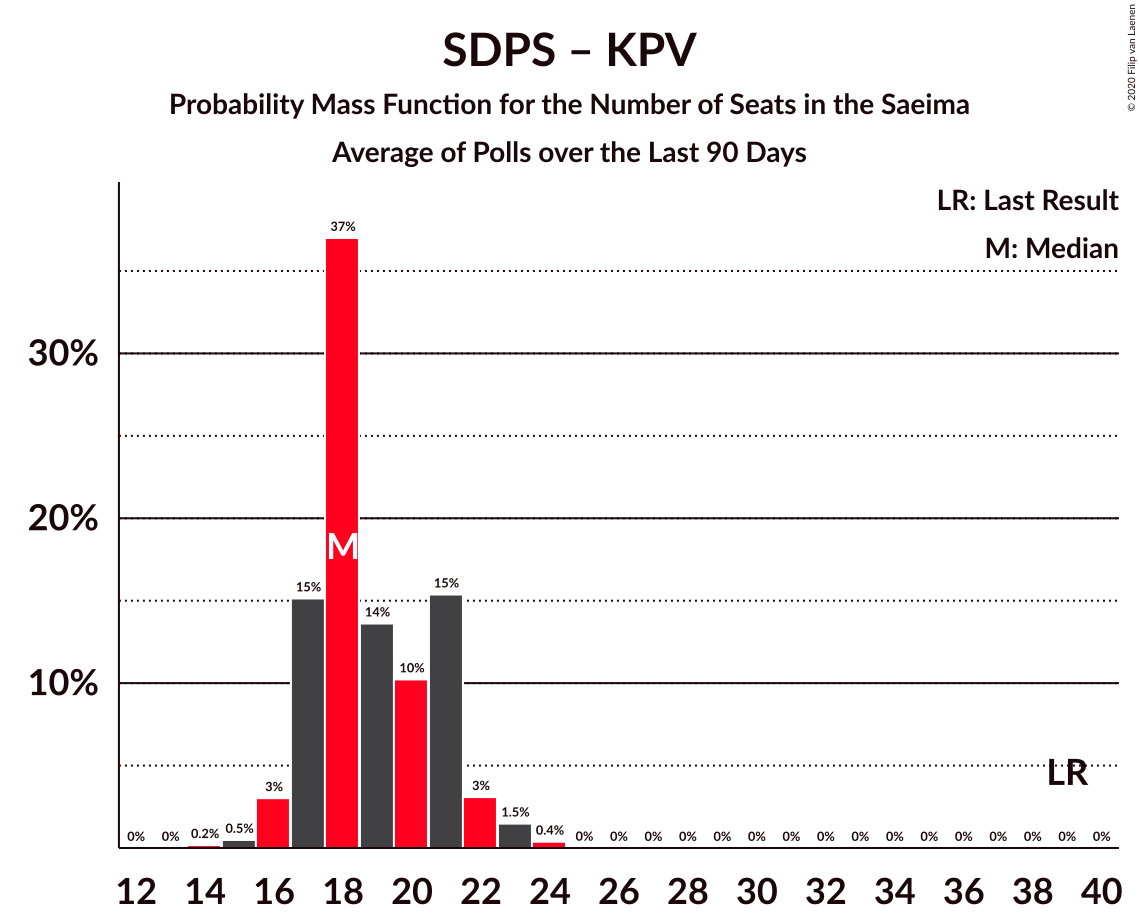 SDPS – KPV
Probability Mass Function for the Number of Seats in the Saeima
Average of Polls over the Last 90 Days
© 2020 Filip van Laenen
LR: Last Result
M: Median
37%
30%
20%
M
15%
15%
14%
10%
10%
LR
3%
3%
1.5%
0% 0% 0.2% 0.5% 0.4% 0% 0% 0% 0% 0% 0% 0% 0% 0% 0% 0% 0% 0% 0% 0% 0%
12 14 16 18 20 22 24 26 28 30 32 34 36 38 40